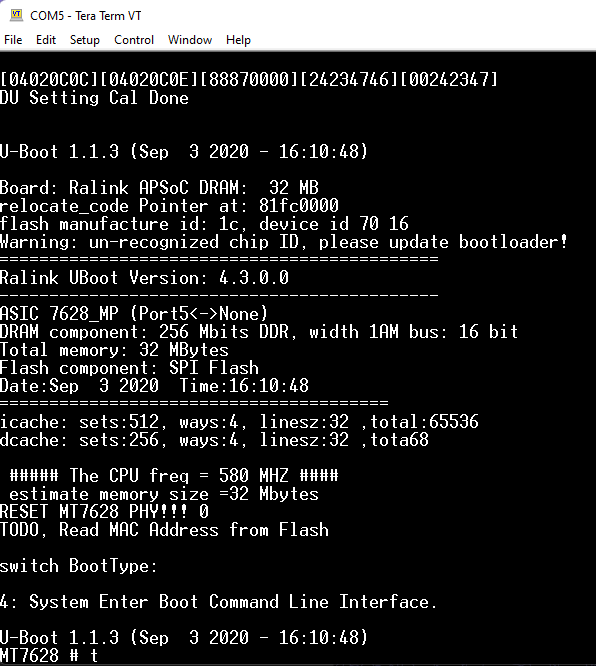 COM5 - Tera Term VT
File Edit Setup Control Window Help
[04020C0C][04020C0E][88870000][24234746][00242347]
DU Setting Cal Done
U-Boot 1.1.3 (Sep  3 2020 - 16:10:48)
Board: Ralink APSoC DRAM:  32 MB
relocate_code Pointer at: 81fc0000
flash manufacture id: 1c, device id 70 16
Warning: un-recognized chip ID, please update bootloader!
============================================
Ralink UBoot Version: 4.3.0.0
--------------------------------------------
ASIC 7628_MP (Port5<->None)
DRAM component: 256 Mbits DDR, width 1AM bus: 16 bit
Total memory: 32 MBytes
Flash component: SPI Flash
Date:Sep  3 2020  Time:16:10:48
=======================================
icache: sets:512, ways:4, linesz:32 ,total:65536
dcache: sets:256, ways:4, linesz:32 ,tota68
 ##### The CPU freq = 580 MHZ ####
 estimate memory size =32 Mbytes
RESET MT7628 PHY!!! 0
TODO, Read MAC Address from Flash
switch BootType:
4: System Enter Boot Command Line Interface.
U-Boot 1.1.3 (Sep  3 2020 - 16:10:48)
MT7628 # t